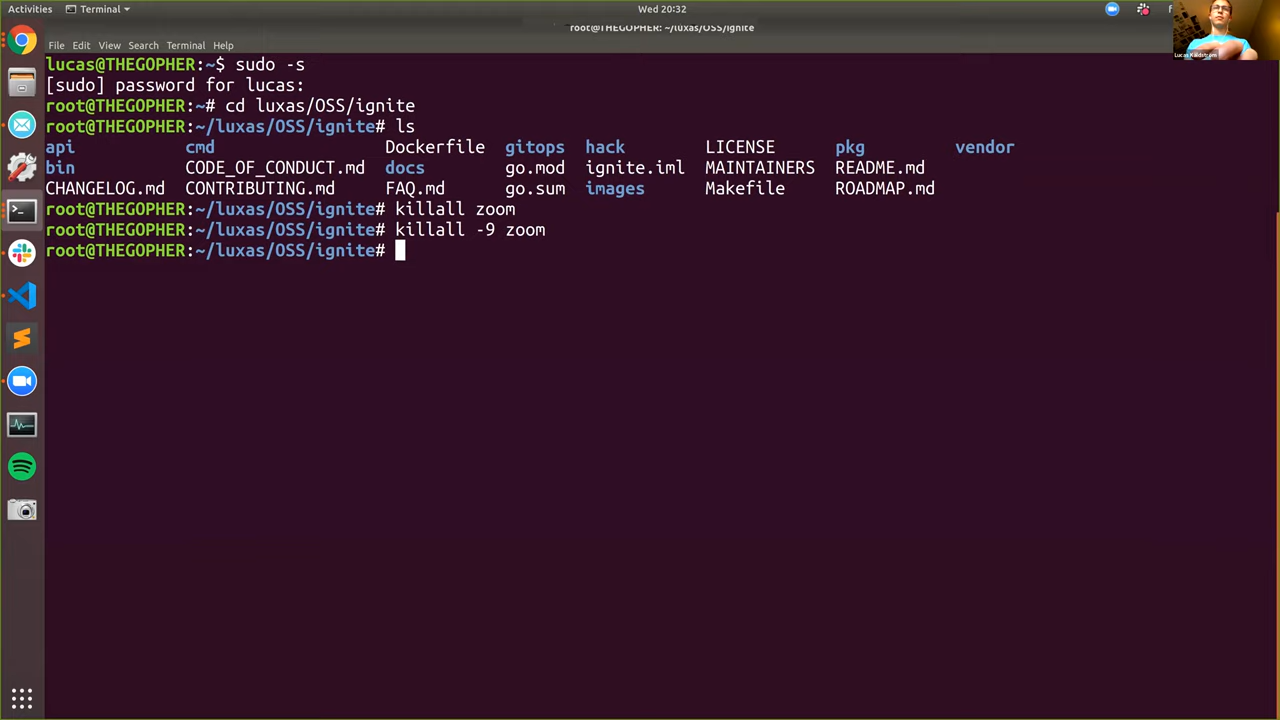 Activities Terminal Wed 20:32
root@THEGOPHER: ~/luxas/OSS/ignite
File Edit View Search Terminal Help
lucas@THEGOPHER:~$ sudo -s
[sudo] password for lucas:
root@THEGOPHER:~# cd luxas/OSS/ignite
root@THEGOPHER:~/luxas/OSS/ignite# ls
api cmd Dockerfile gitops hack LICENSE pkg vendor
bin CODE_OF_CONDUCT.md docs go.mod ignite.iml MAINTAINERS README.md
CHANGELOG.md CONTRIBUTING.md FAQ.md go.sum images Makefile ROADMAP.md
root@THEGOPHER:~/luxas/OSS/ignite# killall zoom
root@THEGOPHER:~/luxas/OSS/ignite# killall -9 zoom
root@THEGOPHER:~/luxas/OSS/ignite#
Lucas Käldström